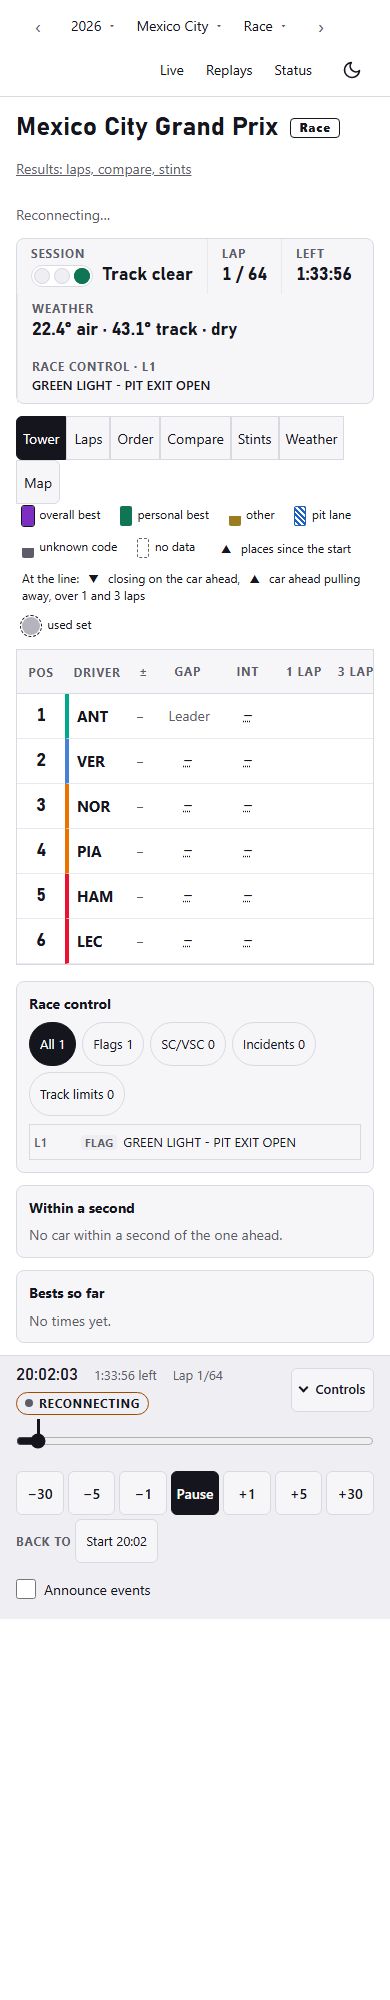 ‹ 2026 Mexico City Race ›
Live Replays Status
Mexico City Grand Prix Race
Results: laps, compare, stints
Reconnecting...
SESSION LAP LEFT
Track clear 1 / 64 1:33:56
WEATHER
22.4° air · 43.1° track · dry
RACE CONTROL · L1
GREEN LIGHT - PIT EXIT OPEN
Tower Laps Order Compare Stints Weather
Map
overall best personal best other pit lane
unknown code no data ▲ places since the start
At the line: ▼ closing on the car ahead, ▲ car ahead pulling
away, over 1 and 3 laps
used set
POS DRIVER ± GAP INT 1 LAP 3 LAP
1 ANT – Leader –
2 VER – – –
3 NOR – – –
4 PIA – – –
5 HAM – – –
6 LEC – – –
Race control
All 1 Flags 1 SC/VSC 0 Incidents 0
Track limits 0
L1 FLAG GREEN LIGHT - PIT EXIT OPEN
Within a second
No car within a second of the one ahead.
Bests so far
No times yet.
20:02:03 1:33:56 left Lap 1/64 Controls
RECONNECTING
−30 −5 −1 Pause +1 +5 +30
BACK TO Start 20:02
Announce events